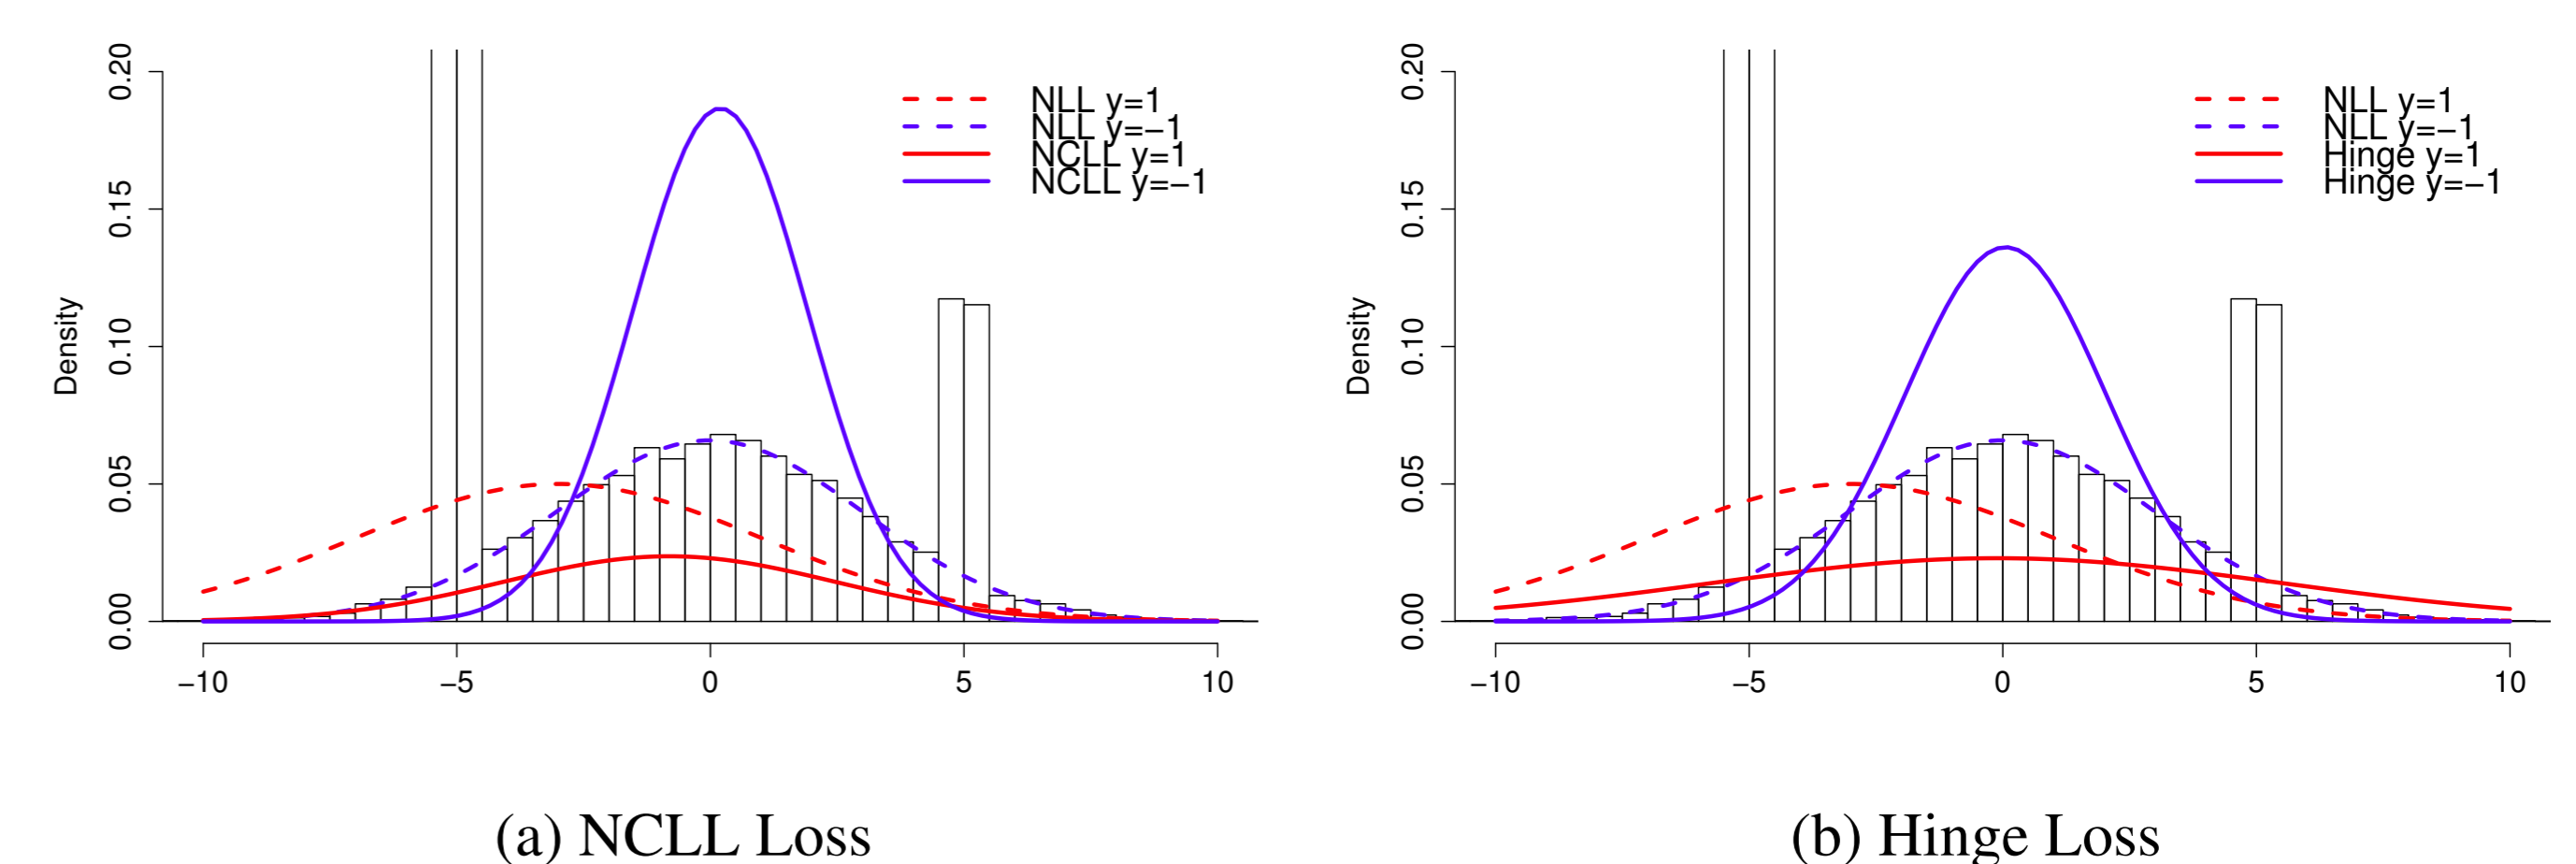 Density
0.20
0.15
0.10
0.05
0.00
−10 −5 0 5 10
NLL y=1
NLL y=−1
NCLL y=1
NCLL y=−1
(a) NCLL Loss
Density
0.20
0.15
0.10
0.05
0.00
−10 −5 0 5 10
NLL y=1
NLL y=−1
Hinge y=1
Hinge y=−1
(b) Hinge Loss